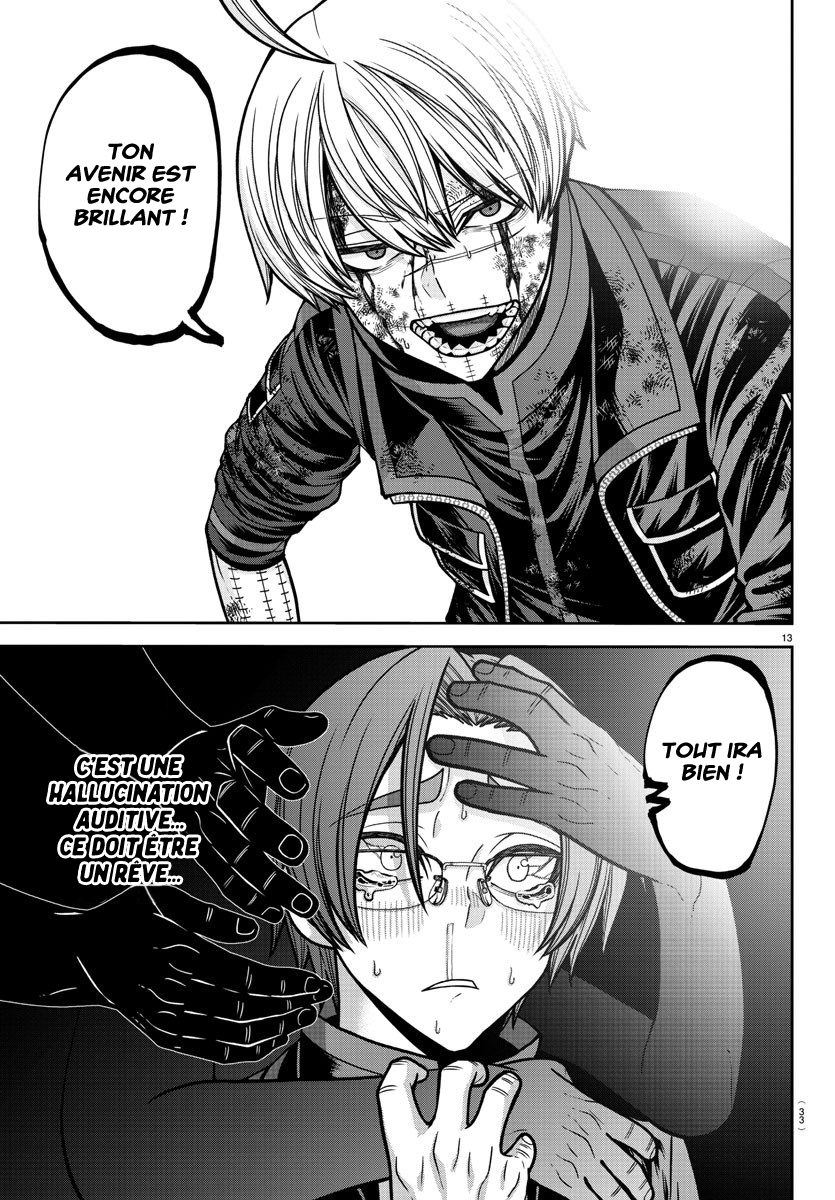 TON
AVENIR EST
ENCORE
BRILLANT !
13
TOUT IRA
BIEN !
C'EST UNE
HALLUCINATION
AUDITIVE...
CE DOIT ÊTRE
UN RÊVE...
(33)